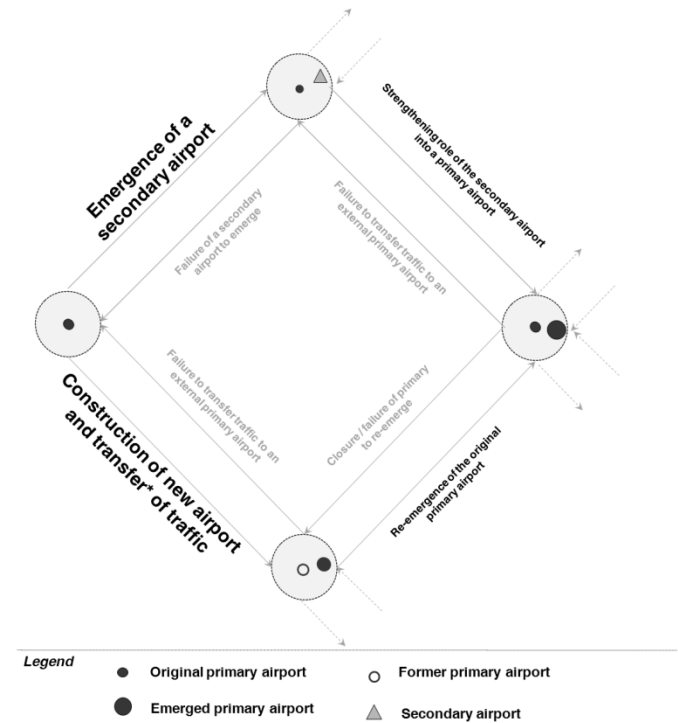 Emergence of a
secondary airport
Strengthening role of the secondary airport
into a primary airport
Failure of a secondary
airport to emerge
Failure to transfer traffic to an
external primary airport
Failure to transfer traffic to an
external primary airport
Closure / failure of primary
to re-emerge
Construction of new airport
and transfer* of traffic
Re-emergence of the original
primary airport
Legend
Original primary airport
Former primary airport
Emerged primary airport
Secondary airport